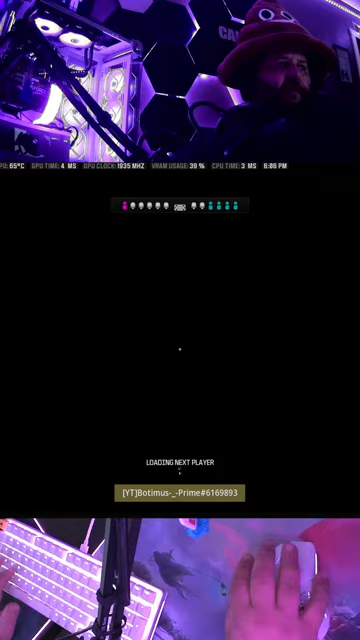 CA
PU: 65°C GPU TIME: 4 MS GPU CLOCK: 1935 MHZ VRAM USAGE: 39 % CPU TIME: 3 MS 6:06 PM
LOADING NEXT PLAYER
[YT]Botimus-_-Prime#6169893